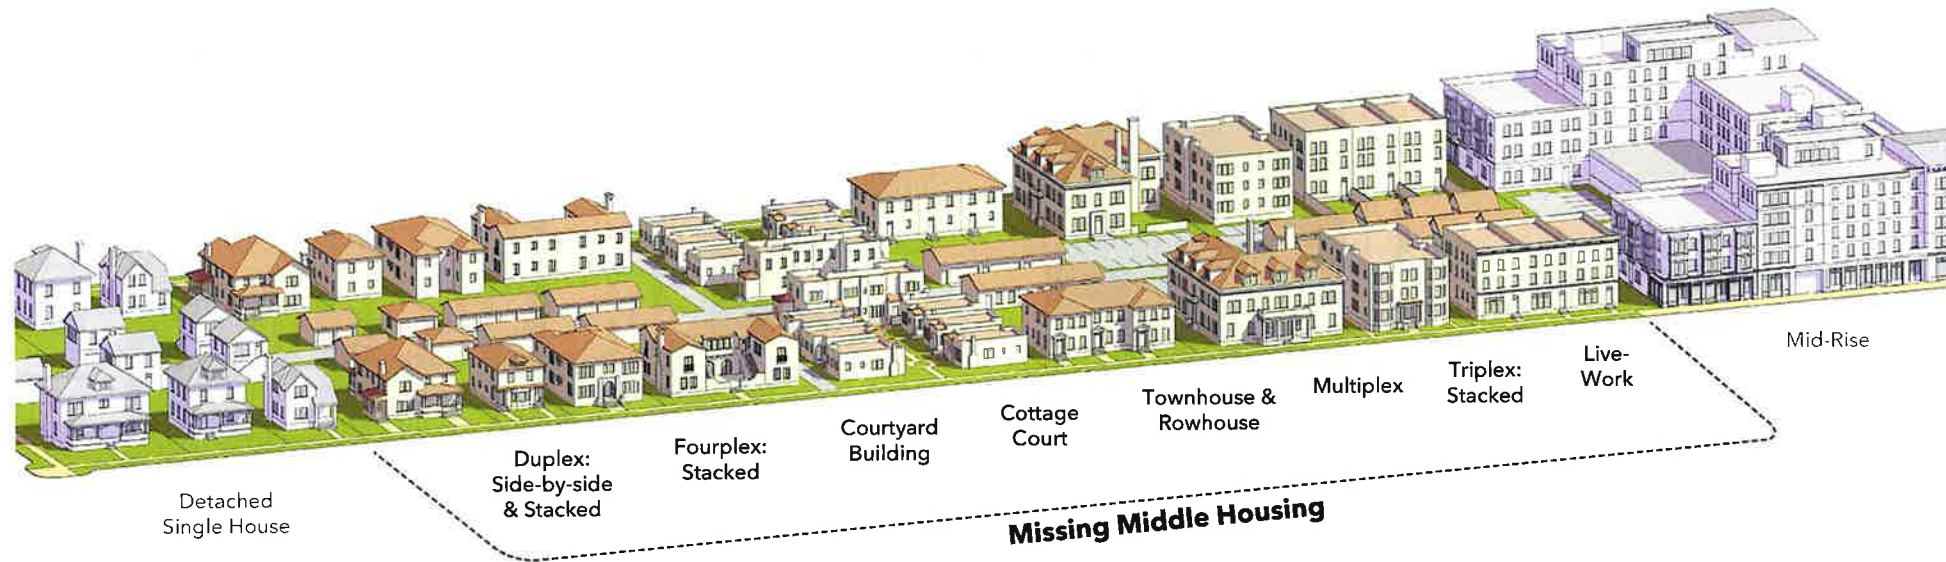 Detached
Single House
Duplex:
Side-by-side
& Stacked
Fourplex:
Stacked
Courtyard
Building
Cottage
Court
Townhouse &
Rowhouse
Multiplex
Triplex:
Stacked
Live-
Work
Mid-Rise
Missing Middle Housing